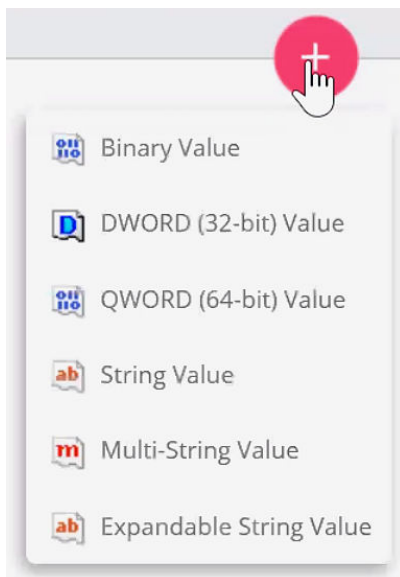 Binary Value
DWORD (32-bit) Value
QWORD (64-bit) Value
String Value
Multi-String Value
Expandable String Value